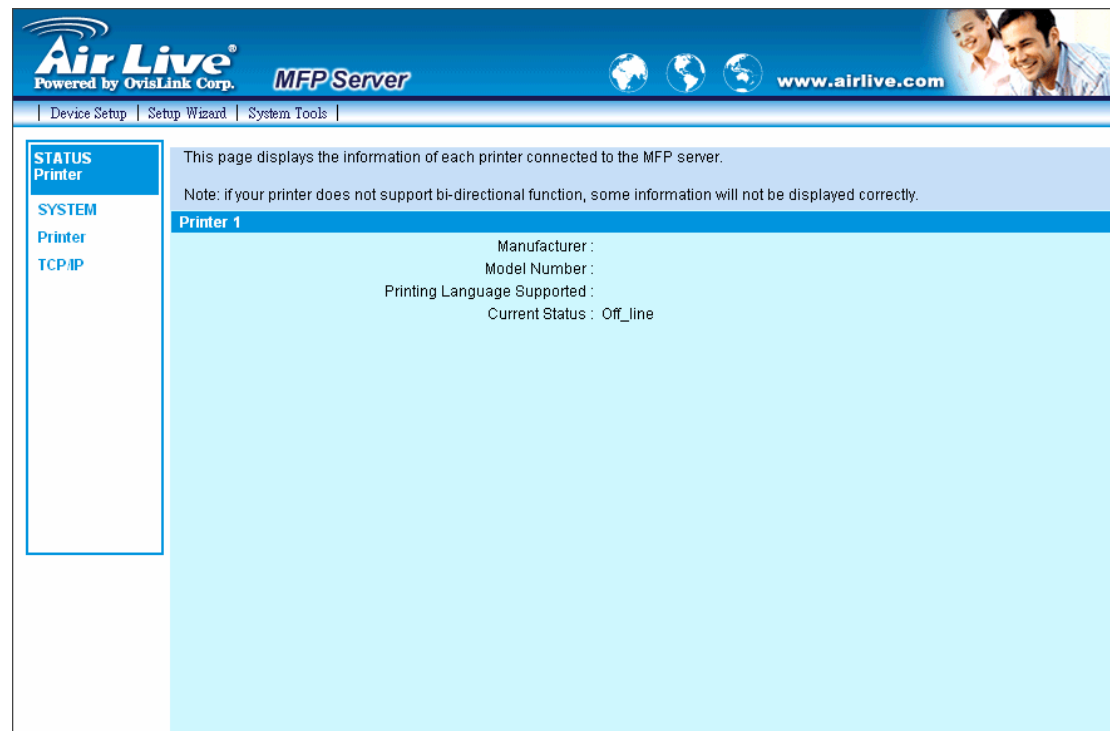 Air Live®
Powered by OvisLink Corp.
MFP Server
www.airlive.com
| Device Setup | Setup Wizard | System Tools |
STATUS
Printer
SYSTEM
Printer
TCP/IP
This page displays the information of each printer connected to the MFP server.
Note: if your printer does not support bi-directional function, some information will not be displayed correctly.
Printer 1
Manufacturer :
Model Number :
Printing Language Supported :
Current Status : Off_line